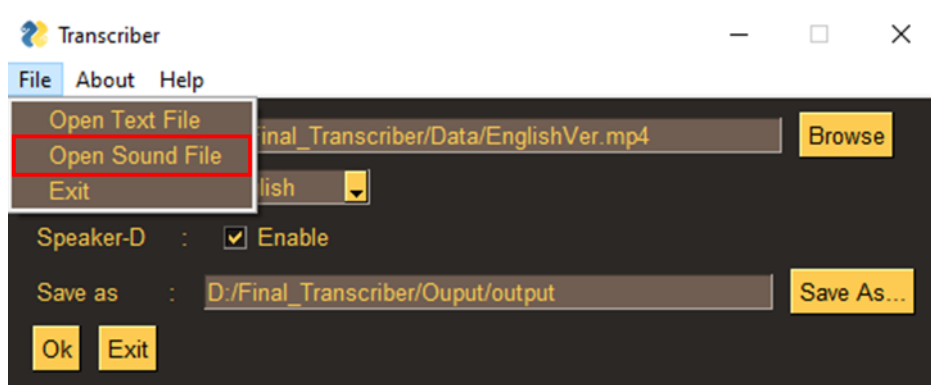 Transcriber
File About Help
Open Text File
inal_Transcriber/Data/EnglishVer.mp4 Browse
Open Sound File
lish
Exit
Speaker-D : Enable
Save as : D:/Final_Transcriber/Ouput/output Save As...
Ok Exit